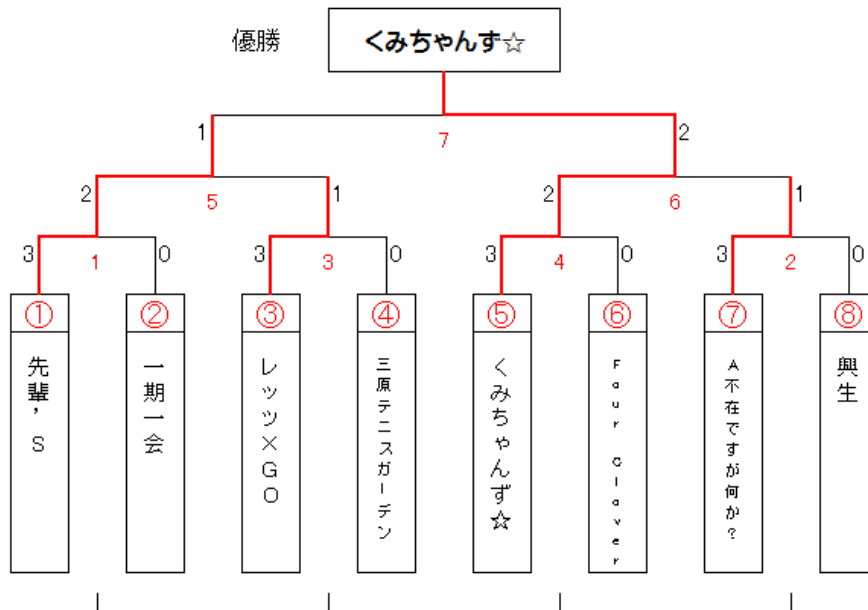 優勝
くみちゃんず☆
1 7 2
2 5 1 2 6 1
3 1 0 3 3 0 3 4 0 3 2 0
① ② ③ ④ ⑤ ⑥ ⑦ ⑧
先輩’S
一期一会
レッツ×GO
三原テニスガーデン
くみちゃんず☆
Four Clover
A不在ですが何か?
興生